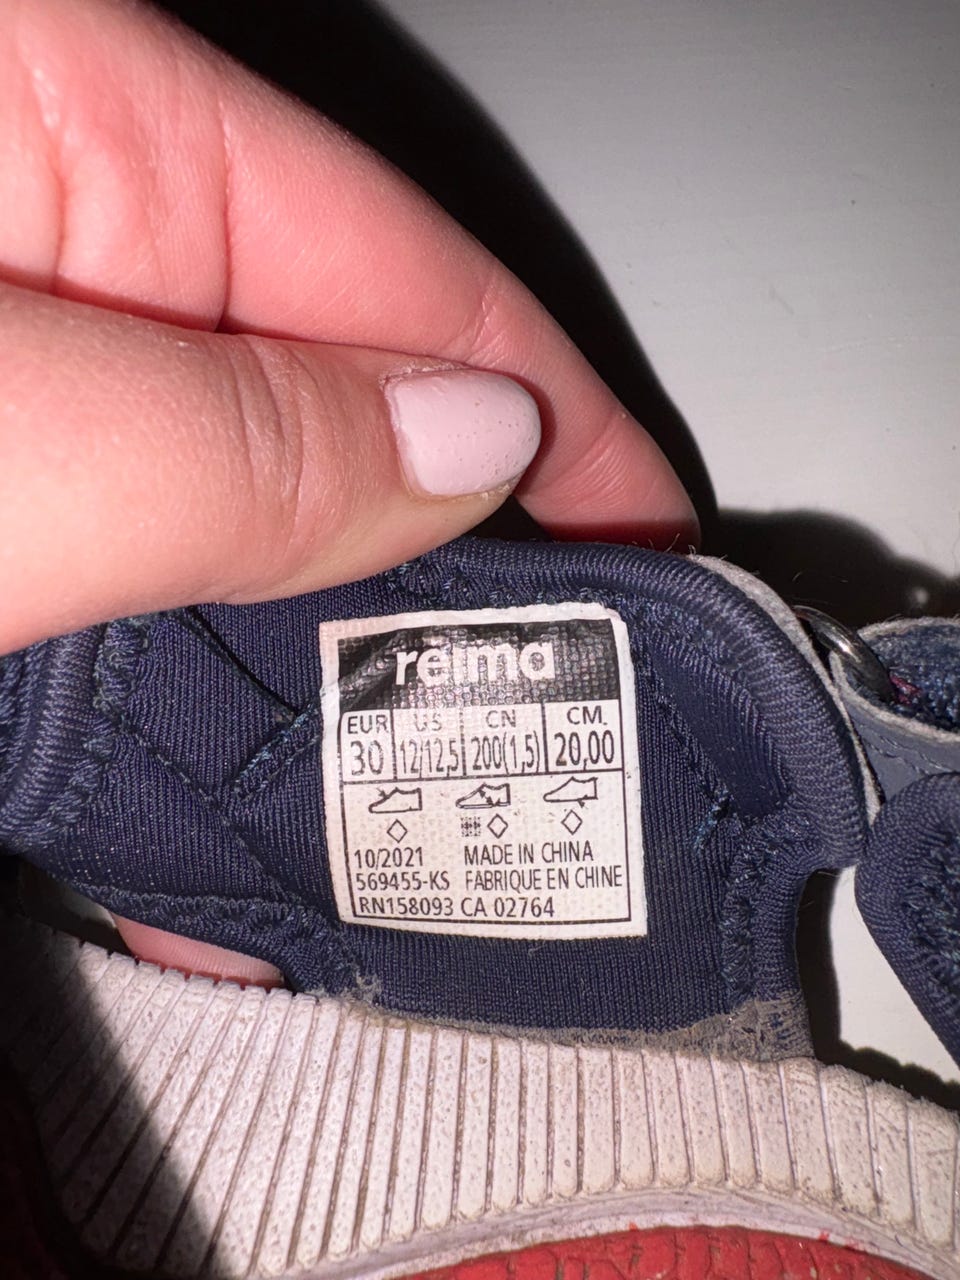 reima
EUR US CN CM.
30 12/12,5 200(1,5) 20,00
10/2021 MADE IN CHINA
569455-KS FABRIQUE EN CHINE
RN158093 CA 02764